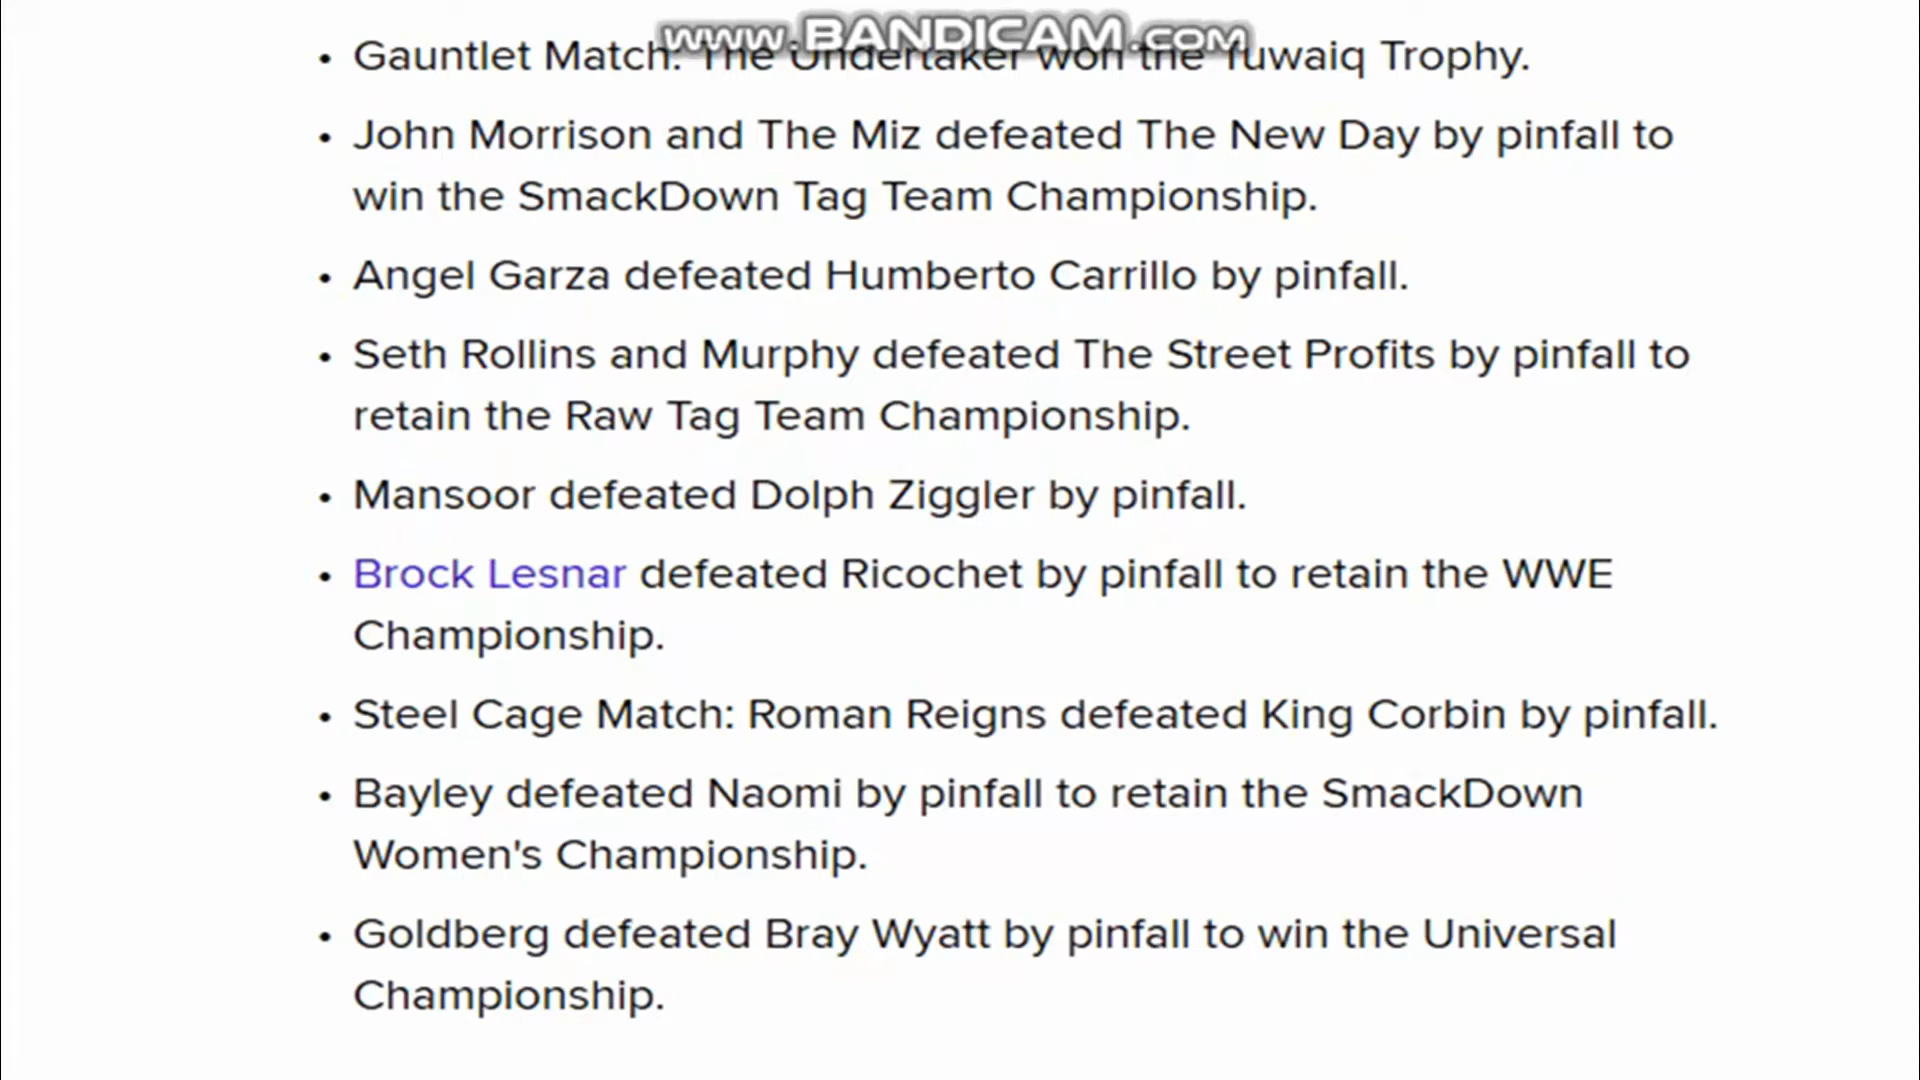 www.BANDICAM.com
• Gauntlet Match: The Undertaker won the Tuwaiq Trophy.
• John Morrison and The Miz defeated The New Day by pinfall to
win the SmackDown Tag Team Championship.
• Angel Garza defeated Humberto Carrillo by pinfall.
• Seth Rollins and Murphy defeated The Street Profits by pinfall to
retain the Raw Tag Team Championship.
• Mansoor defeated Dolph Ziggler by pinfall.
• Brock Lesnar defeated Ricochet by pinfall to retain the WWE
Championship.
• Steel Cage Match: Roman Reigns defeated King Corbin by pinfall.
• Bayley defeated Naomi by pinfall to retain the SmackDown
Women's Championship.
• Goldberg defeated Bray Wyatt by pinfall to win the Universal
Championship.